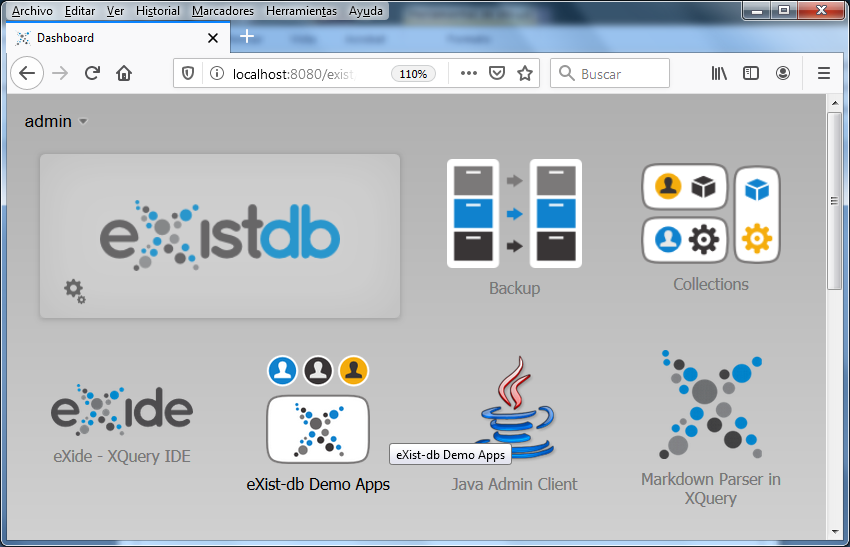 Archivo Editar Ver Historial Marcadores Herramientas Ayuda
Dashboard
localhost:8080/exist
110%
Buscar
admin
eXistdb
Backup
Collections
eXide
eXide - XQuery IDE
eXist-db Demo Apps
eXist-db Demo Apps
Java Admin Client
Markdown Parser in
XQuery